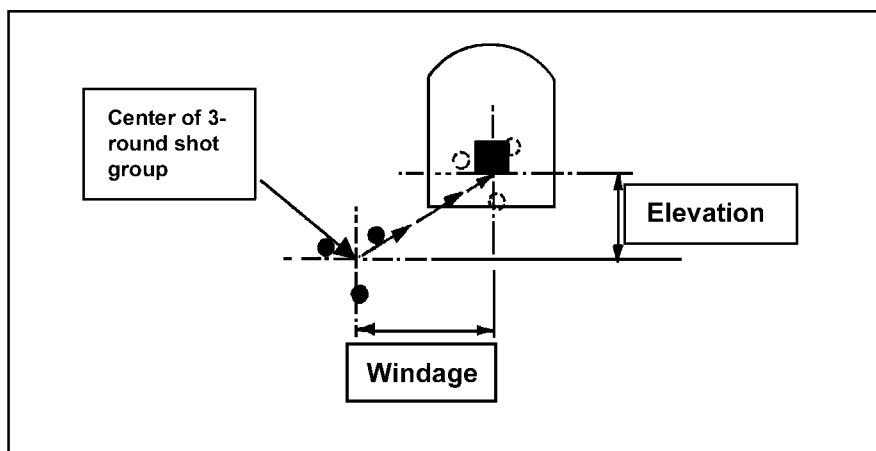 Center of 3-
round shot
group
Elevation
Windage